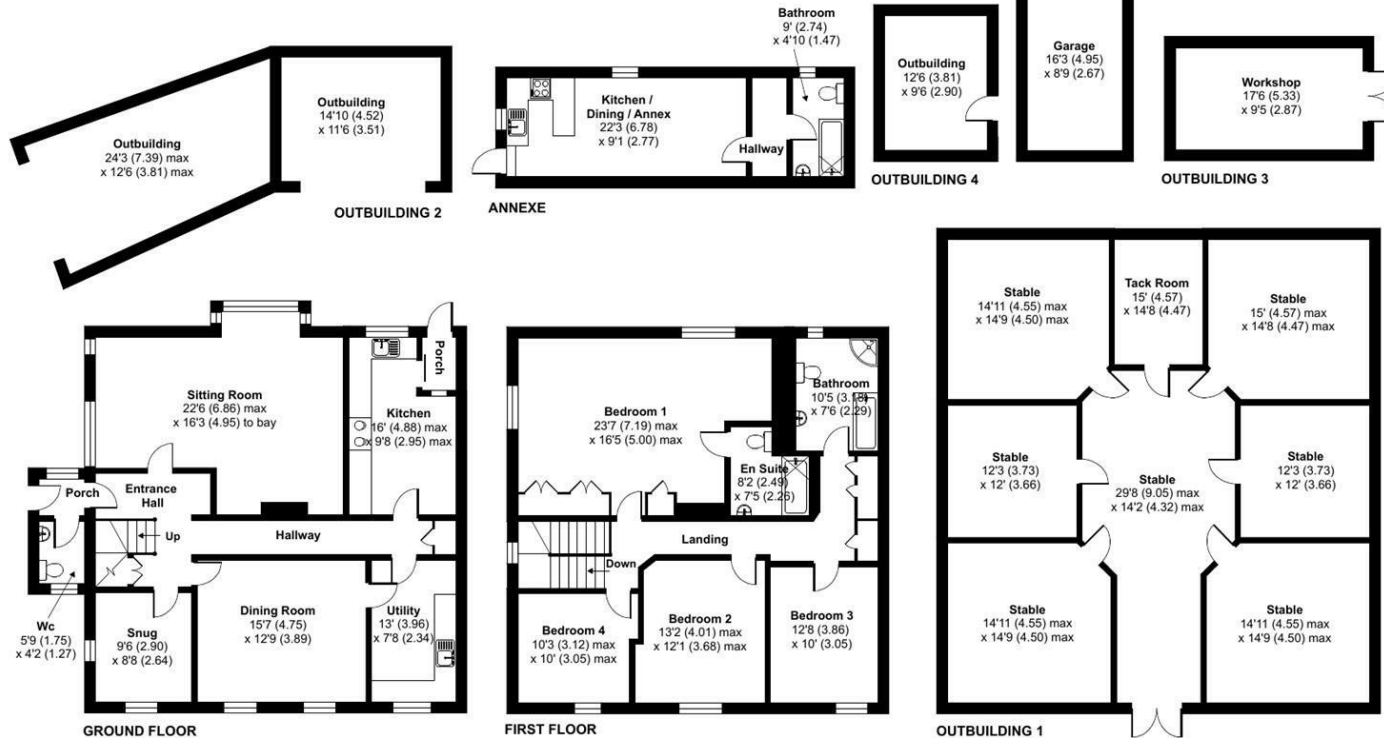 Outbuilding
24'3 (7.39) max
x 12'6 (3.81) max
Outbuilding
14'10 (4.52)
x 11'6 (3.51)
OUTBUILDING 2
Kitchen /
Dining / Annex
22'3 (6.78)
x 9'1 (2.77)
Hallway
Bathroom
9' (2.74)
x 4'10 (1.47)
ANNEXE
Outbuilding
12'6 (3.81)
x 9'6 (2.90)
OUTBUILDING 4
Garage
16'3 (4.95)
x 8'9 (2.67)
Workshop
17'6 (5.33)
x 9'5 (2.87)
OUTBUILDING 3
Sitting Room
22'6 (6.86) max
x 16'3 (4.95) to bay
Porch
Kitchen
16' (4.88) max
x 9'8 (2.95) max
Porch
Entrance
Hall
Up
Hallway
Wc
5'9 (1.75)
x 4'2 (1.27)
Snug
9'6 (2.90)
x 8'8 (2.64)
Dining Room
15'7 (4.75)
x 12'9 (3.89)
Utility
13' (3.96)
x 7'8 (2.34)
GROUND FLOOR
Bedroom 1
23'7 (7.19) max
x 16'5 (5.00) max
Bathroom
10'5 (3.18)
x 7'6 (2.29)
En Suite
8'2 (2.49)
x 7'5 (2.26)
Landing
Down
Bedroom 4
10'3 (3.12) max
x 10' (3.05) max
Bedroom 2
13'2 (4.01) max
x 12'1 (3.68) max
Bedroom 3
12'8 (3.86)
x 10' (3.05)
FIRST FLOOR
Stable
14'11 (4.55) max
x 14'9 (4.50) max
Tack Room
15' (4.57)
x 14'8 (4.47)
Stable
15' (4.57) max
x 14'8 (4.47) max
Stable
12'3 (3.73)
x 12' (3.66)
Stable
29'8 (9.05) max
x 14'2 (4.32) max
Stable
12'3 (3.73)
x 12' (3.66)
Stable
14'11 (4.55) max
x 14'9 (4.50) max
Stable
14'11 (4.55) max
x 14'9 (4.50) max
OUTBUILDING 1